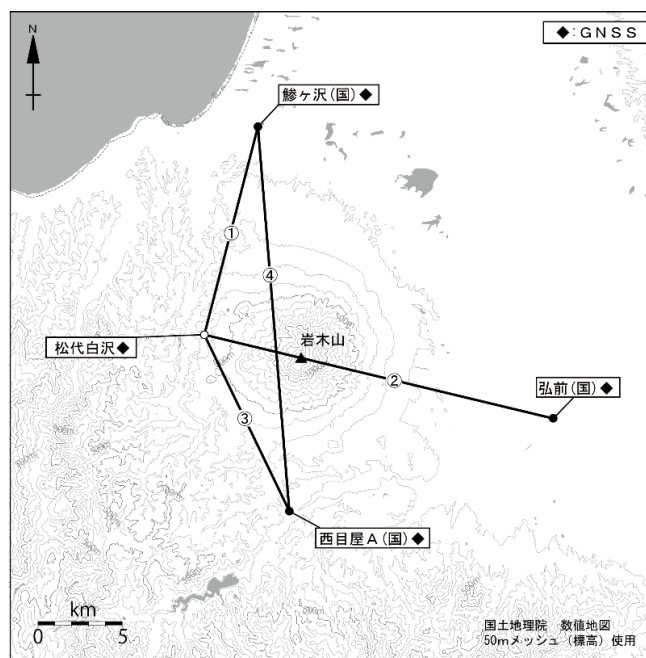 N
◆:GNSS
鰺ヶ沢(国)◆
①
④
岩木山
松代白沢◆
②
弘前(国)◆
③
西目屋A(国)◆
km
0 5
国土地理院 数値地図
50mメッシュ(標高)使用